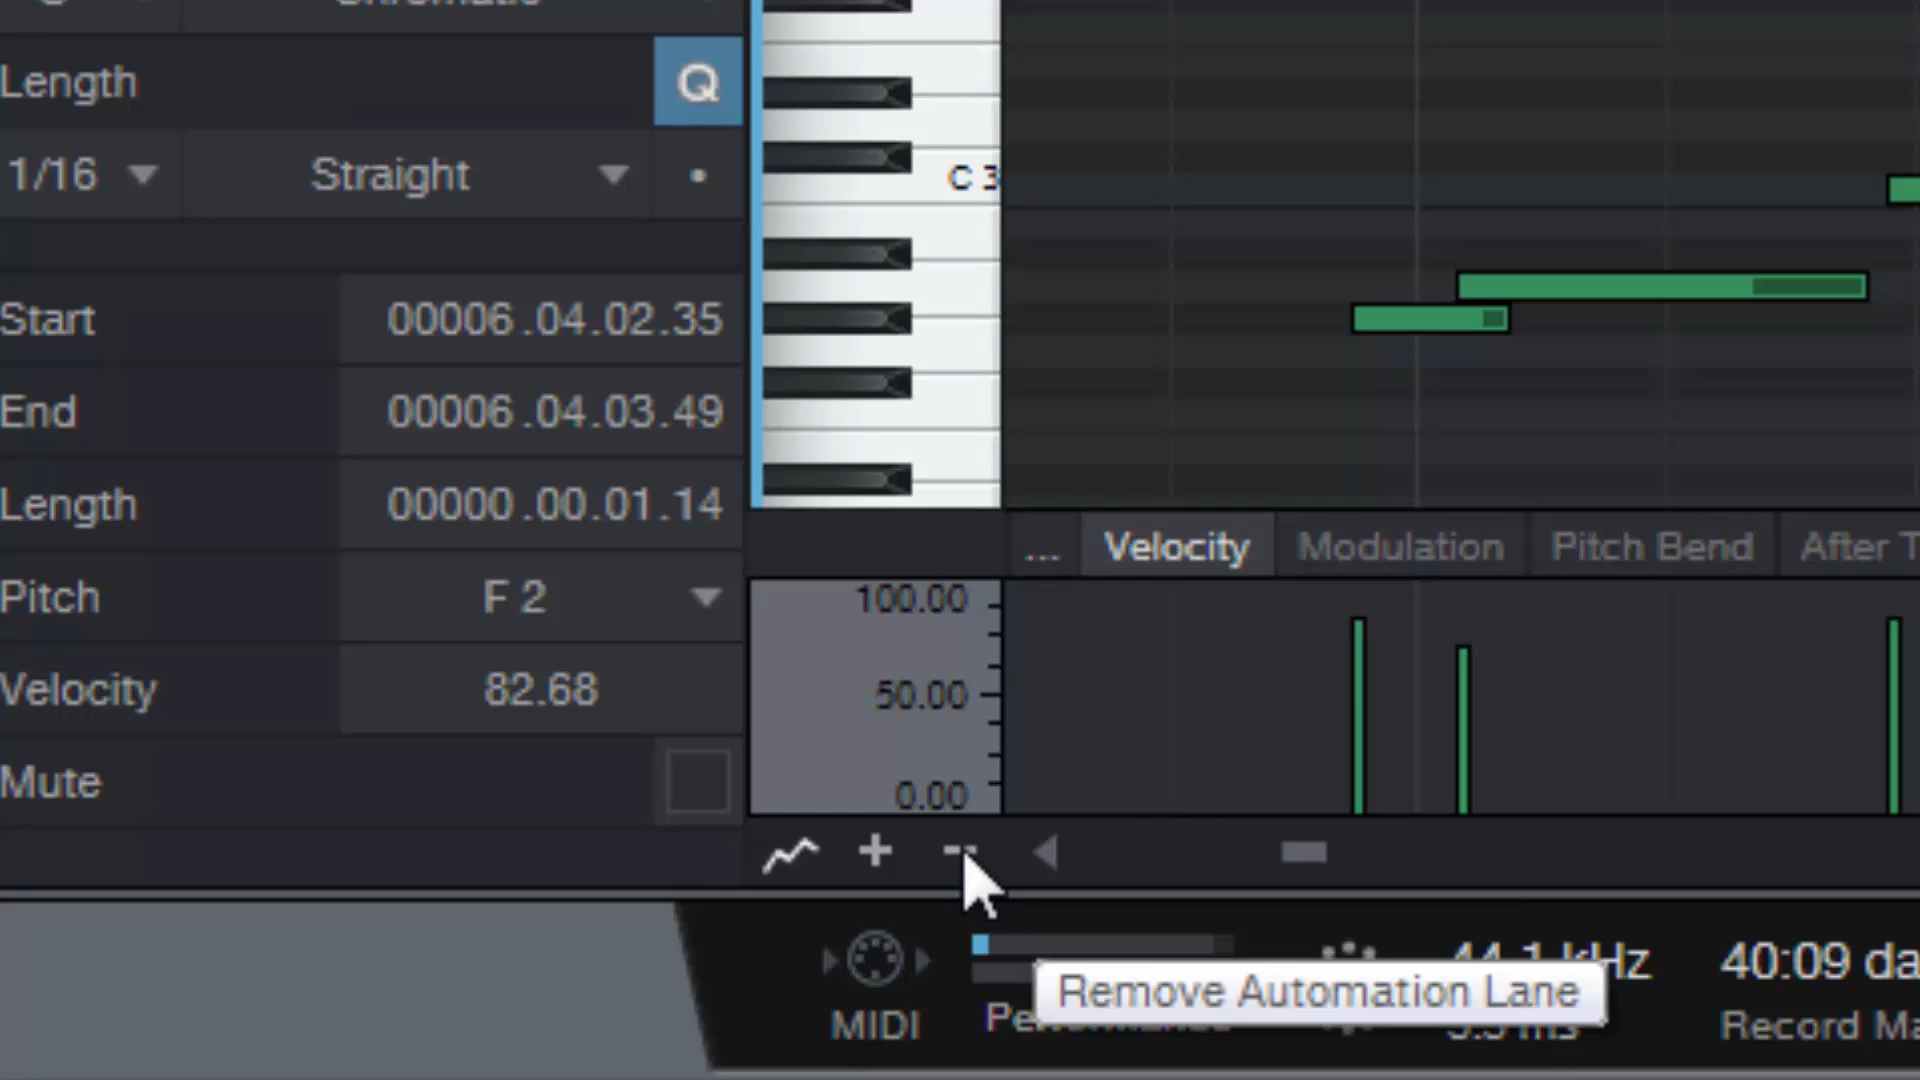 Chromatic
Length
Q
1/16
Straight
C 3
Start
00006.04.02.35
End
00006.04.03.49
Length
00000.00.01.14
...
Velocity
Modulation
Pitch Bend
After T
Pitch
F 2
100.00
Velocity
82.68
50.00
Mute
0.00
44.1 kHz
40:09 da
Remove Automation Lane
MIDI
Performance
Record Ma